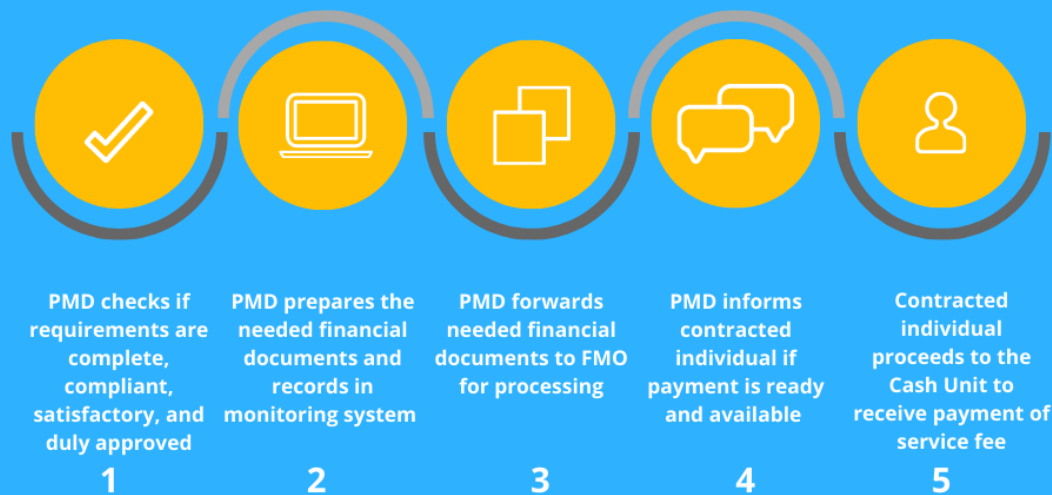 PMD checks if
requirements are
complete,
compliant,
satisfactory, and
duly approved
1
PMD prepares the
needed financial
documents and
records in
monitoring system
2
PMD forwards
needed financial
documents to FMO
for processing
3
PMD informs
contracted
individual if
payment is ready
and available
4
Contracted
individual
proceeds to the
Cash Unit to
receive payment of
service fee
5